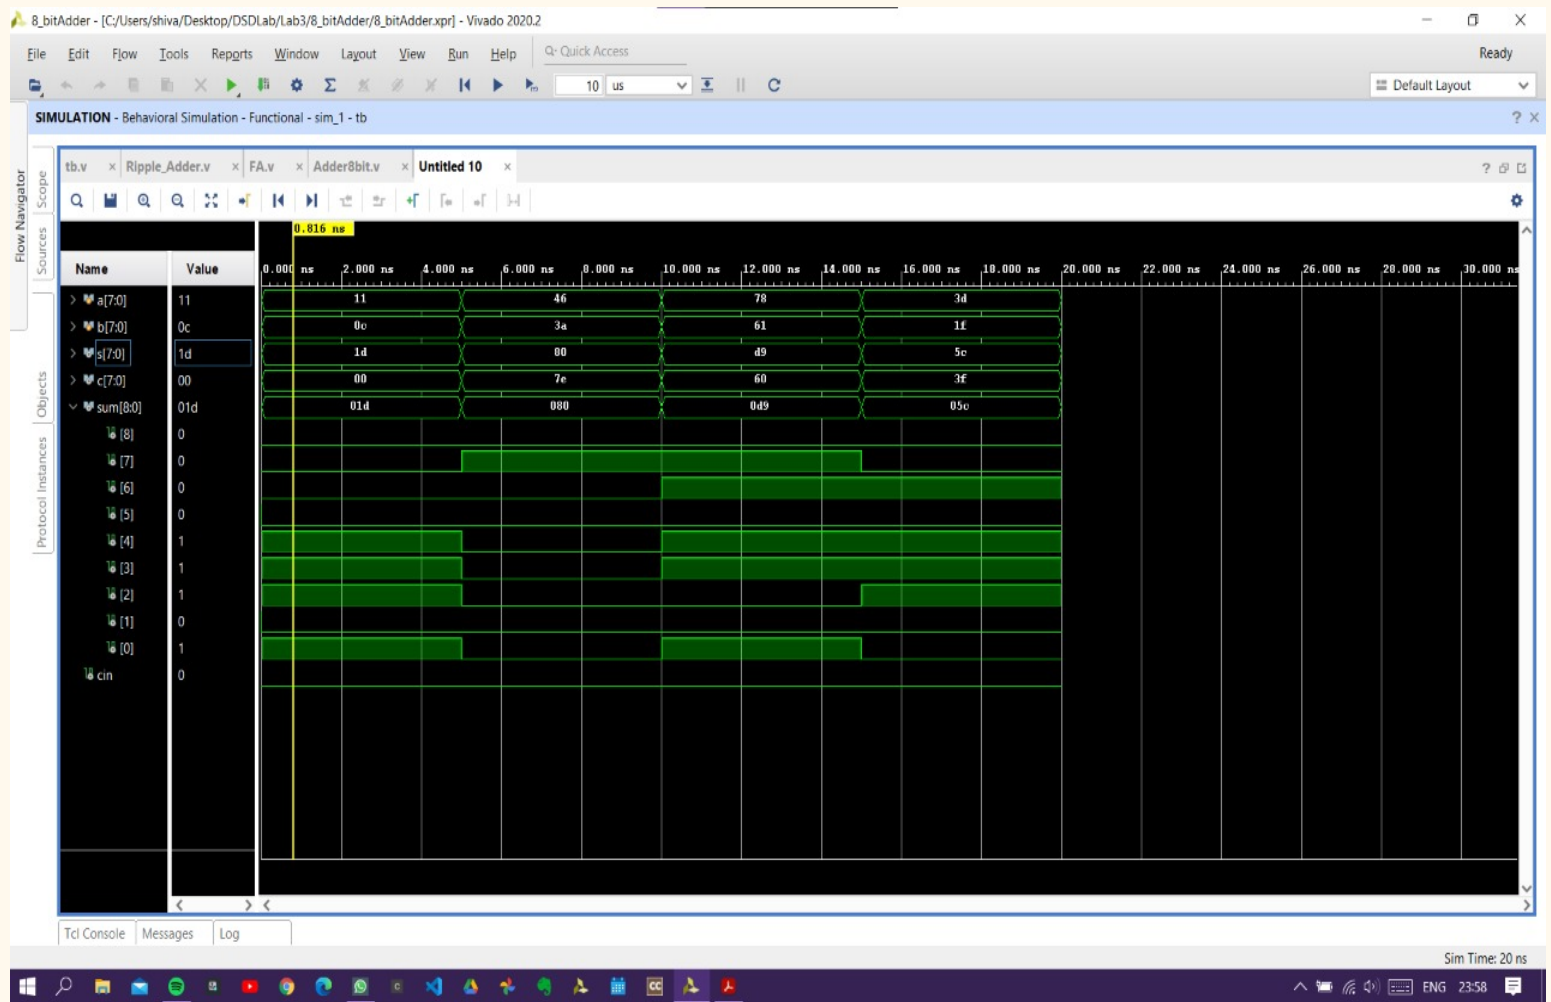 8_bitAdder - [C:/Users/shiva/Desktop/DSDLab/Lab3/8_bitAdder/8_bitAdder.xpr] - Vivado 2020.2
File Edit Flow Tools Reports Window Layout View Run Help Quick Access Ready
10 us Default Layout
SIMULATION - Behavioral Simulation - Functional - sim_1 - tb
Flow Navigator
Scope
Sources
Objects
Protocol Instances
tb.v Ripple_Adder.v FA.v Adder8bit.v Untitled 10
0.816 ns
Name Value 0.000 ns 2.000 ns 4.000 ns 6.000 ns 8.000 ns 10.000 ns 12.000 ns 14.000 ns 16.000 ns 18.000 ns 20.000 ns 22.000 ns 24.000 ns 26.000 ns 28.000 ns 30.000 ns
a[7:0] 11 11 46 78 3d
b[7:0] 0c 0c 3a 61 1f
s[7:0] 1d 1d 80 d9 5c
c[7:0] 00 00 7e 60 3f
sum[8:0] 01d 01d 080 0d9 05c
[8] 0
[7] 0
[6] 0
[5] 0
[4] 1
[3] 1
[2] 1
[1] 0
[0] 1
cin 0
Tcl Console Messages Log
Sim Time: 20 ns
ENG 23:58